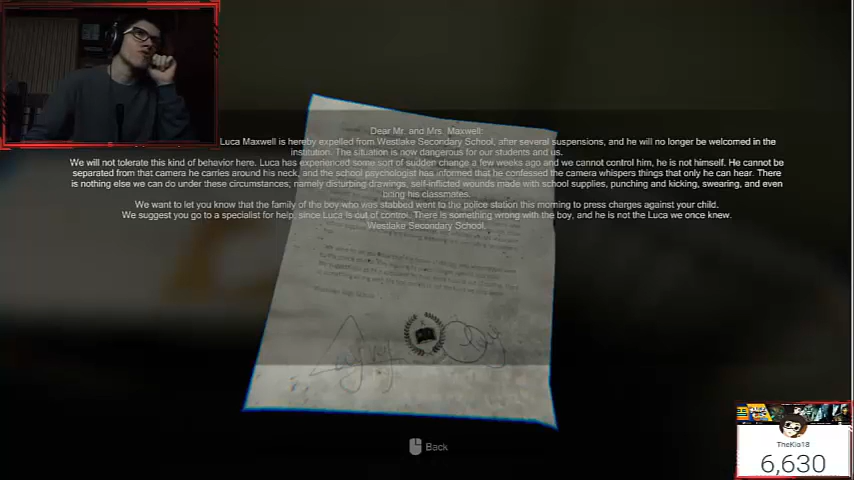 Dear Mr. and Mrs. Maxwell:
Luca Maxwell is hereby expelled from Westlake Secondary School, after several suspensions, and he will no longer be welcomed in the
institution. The situation is now dangerous for our students and us.
We will not tolerate this kind of behavior here. Luca has experienced some sort of sudden change a few weeks ago and we cannot control him, he is not himself. He cannot be
separated from that camera he carries around his neck, and the school psychologist has informed that he confessed the camera whispers things that only he can hear. There
is nothing else we can do under these circumstances; namely disturbing drawings, self-inflicted wounds made with school supplies, punching and kicking, swearing, and even
biting his classmates.
We want to let you know that the family of the boy who was stabbed went to the police station this morning to press charges against your child.
We suggest you go to a specialist for help, since Luca is out of control. There is something wrong with the boy, and he is not the Luca we once knew.
Westlake Secondary School.
Back
TheKia18
6,630